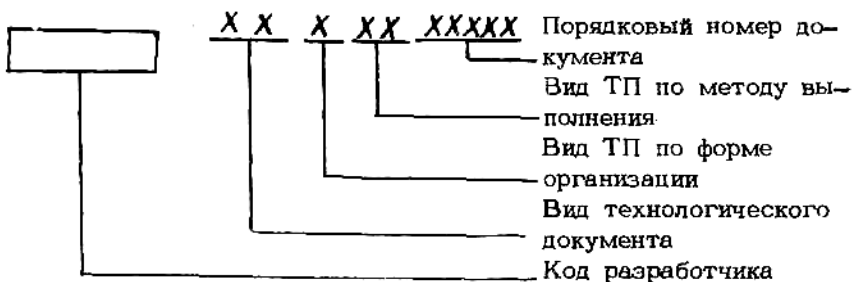 XX X XX XXXXX Порядковый номер до-
кумента
Вид ТП по методу вы-
полнения
Вид ТП по форме
организации
Вид технологического
документа
Код разработчика